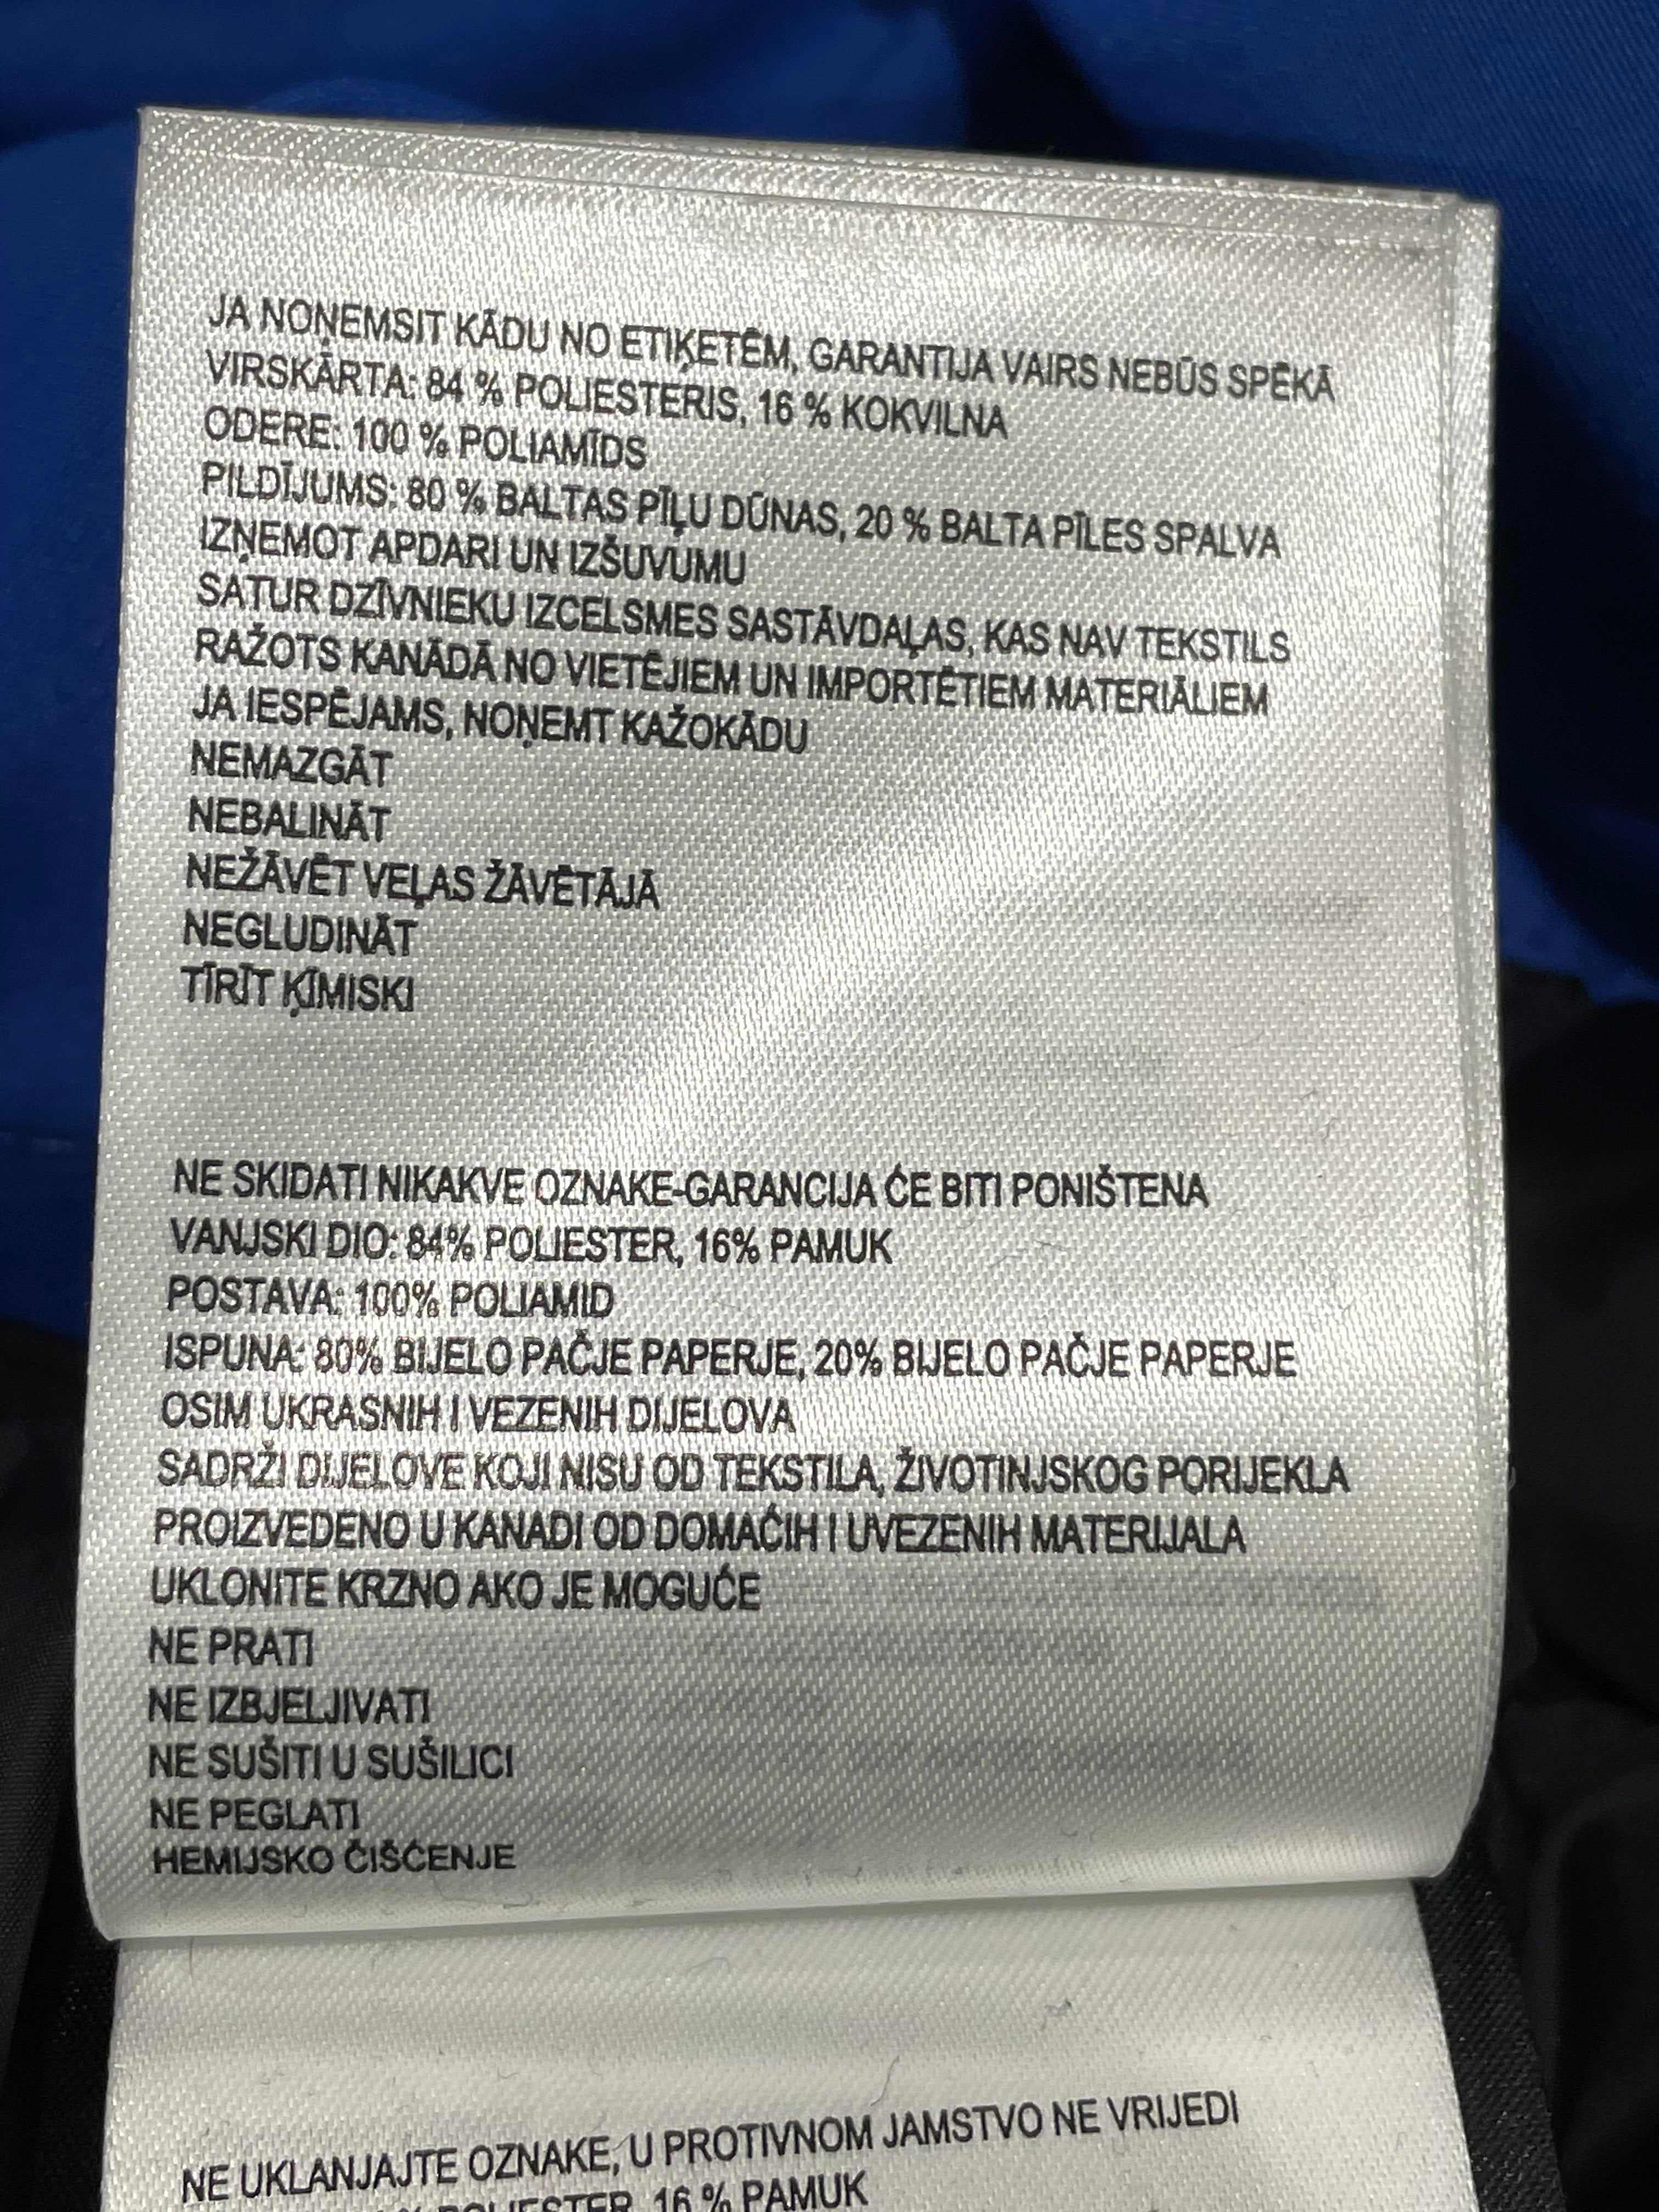 JA NOŅEMSIT KĀDU NO ETIĶETĒM, GARANTIJA VAIRS NEBŪS SPĒKĀ
VIRSKĀRTA: 84 % POLIESTERIS, 16 % KOKVILNA
ODERE: 100 % POLIAMĪDS
PILDĪJUMS: 80 % BALTAS PĪĻU DŪNAS, 20 % BALTA PĪLES SPALVA
IZŅEMOT APDARI UN IZŠUVUMU
SATUR DZĪVNIEKU IZCELSMES SASTĀVDAĻAS, KAS NAV TEKSTILS
RAŽOTS KANĀDĀ NO VIETĒJIEM UN IMPORTĒTIEM MATERIĀLIEM
JA IESPĒJAMS, NOŅEMT KAŽOKĀDU
NEMAZGĀT
NEBALINĀT
NEŽĀVĒT VEĻAS ŽĀVĒTĀJĀ
NEGLUDINĀT
TĪRĪT ĶĪMISKI
NE SKIDATI NIKAKVE OZNAKE-GARANCIJA ĆE BITI PONIŠTENA
VANJSKI DIO: 84% POLIESTER, 16% PAMUK
POSTAVA: 100% POLIAMID
ISPUNA: 80% BIJELO PAČJE PAPERJE, 20% BIJELO PAČJE PAPERJE
OSIM UKRASNIH I VEZENIH DIJELOVA
SADRŽI DIJELOVE KOJI NISU OD TEKSTILA, ŽIVOTINJSKOG PORIJEKLA
PROIZVEDENO U KANADI OD DOMAĆIH I UVEZENIH MATERIJALA
UKLONITE KRZNO AKO JE MOGUĆE
NE PRATI
NE IZBJELJIVATI
NE SUŠITI U SUŠILICI
NE PEGLATI
HEMIJSKO ČIŠĆENJE
NE UKLANJAJTE OZNAKE, U PROTIVNOM JAMSTVO NE VRIJEDI
% POLIESTER, 16 % PAMUK